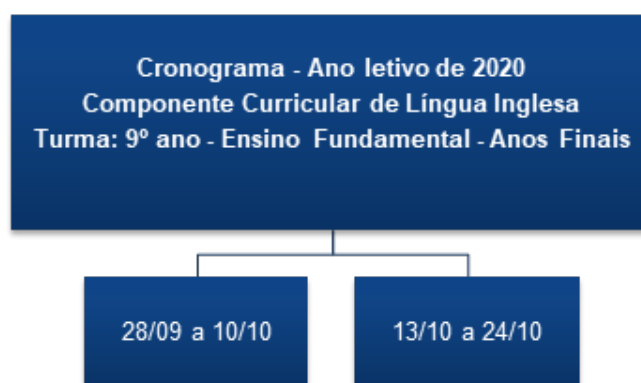 Cronograma - Ano letivo de 2020
Componente Curricular de Língua Inglesa
Turma: 9º ano - Ensino Fundamental - Anos Finais
28/09 a 10/10
13/10 a 24/10